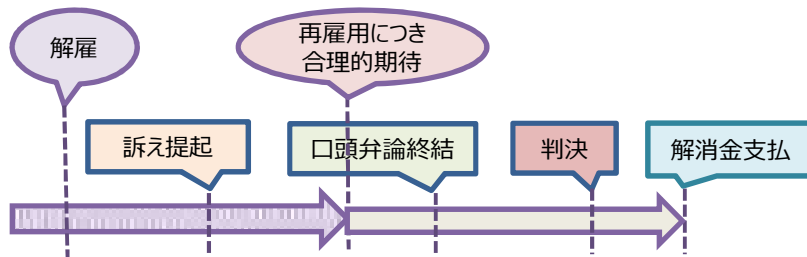 解雇
再雇用につき
合理的期待
訴え提起
口頭弁論終結
判決
解消金支払